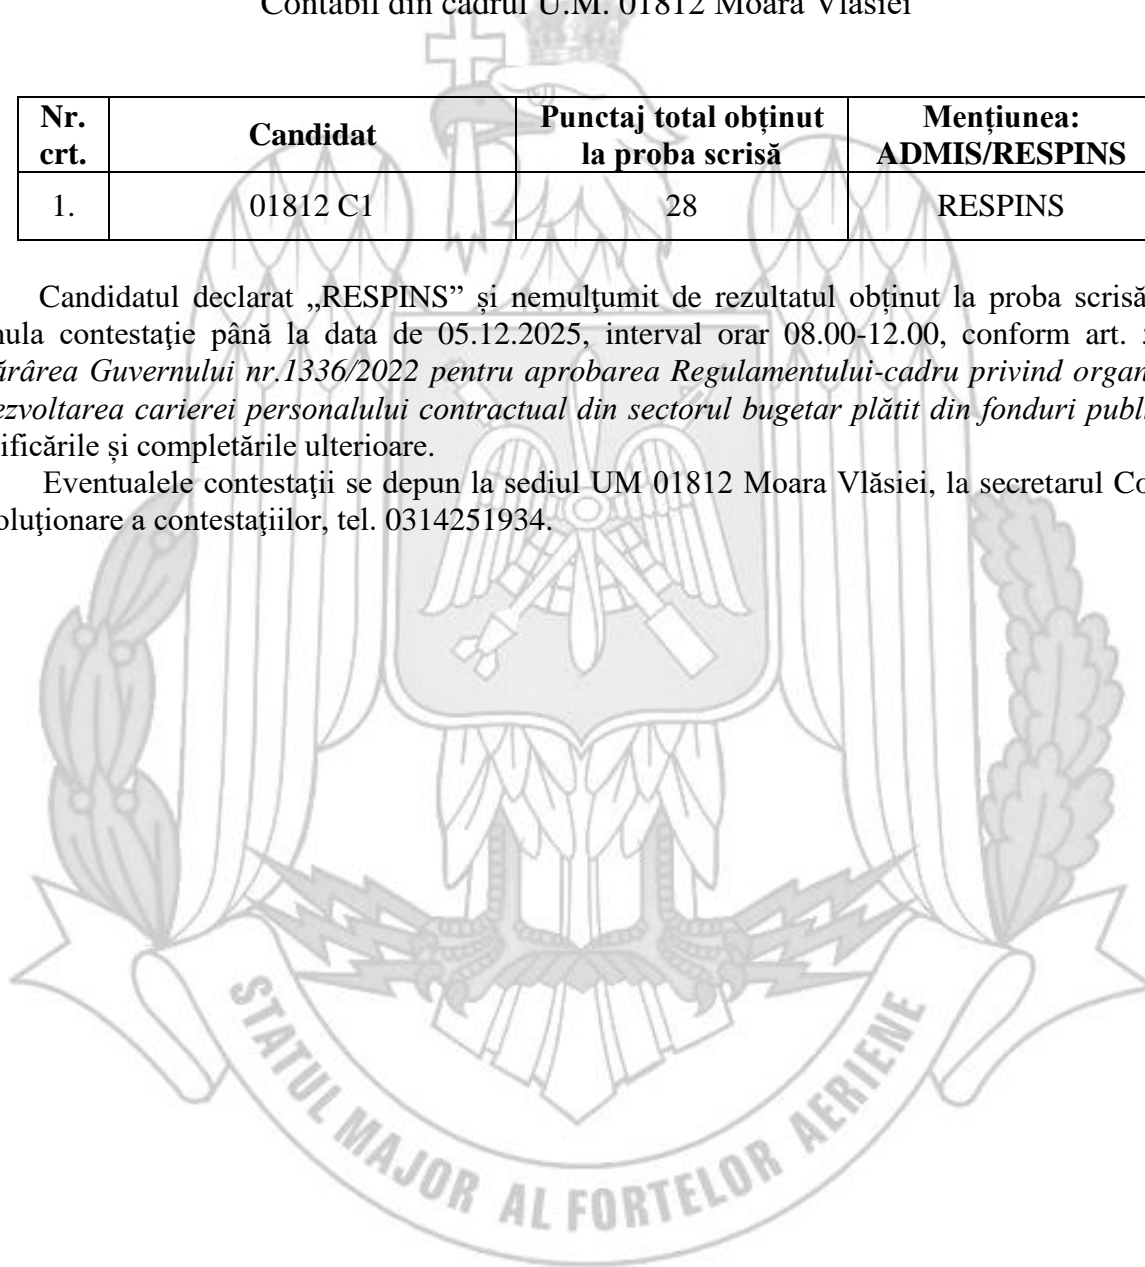 Contabil din cadrul U.M. 01812 Moara Vlăsiei
Nr. crt.
Candidat
Punctaj total obținut la proba scrisă
Mențiunea: ADMIS/RESPINS
1.
01812 C1
28
RESPINS
Candidatul declarat „RESPINS” și nemulţumit de rezultatul obținut la proba scrisă
nula contestaţie până la data de 05.12.2025, interval orar 08.00-12.00, conform art.
ărârea Guvernului nr.1336/2022 pentru aprobarea Regulamentului-cadru privind organ
ezvoltarea carierei personalului contractual din sectorul bugetar plătit din fonduri publ
ificările și completările ulterioare.
Eventualele contestaţii se depun la sediul UM 01812 Moara Vlăsiei, la secretarul Co
oluţionare a contestaţiilor, tel. 0314251934.
STATUL MAJOR AL FORTELOR AERIENE